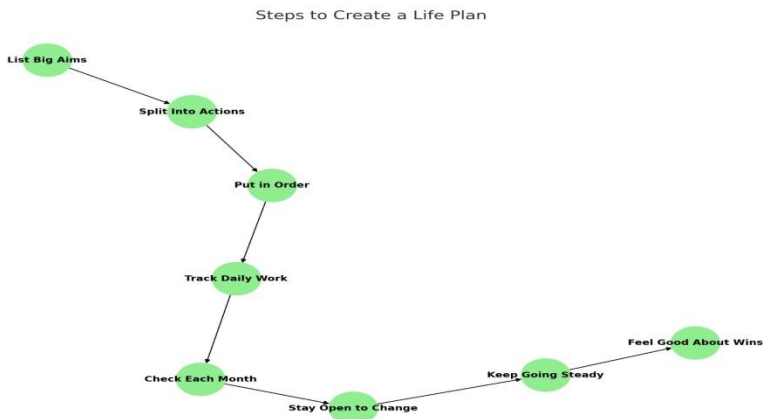 Steps to Create a Life Plan
List Big Aims
Split Into Actions
Put in Order
Track Daily Work
Check Each Month
Stay Open to Change
Keep Going Steady
Feel Good About Wins